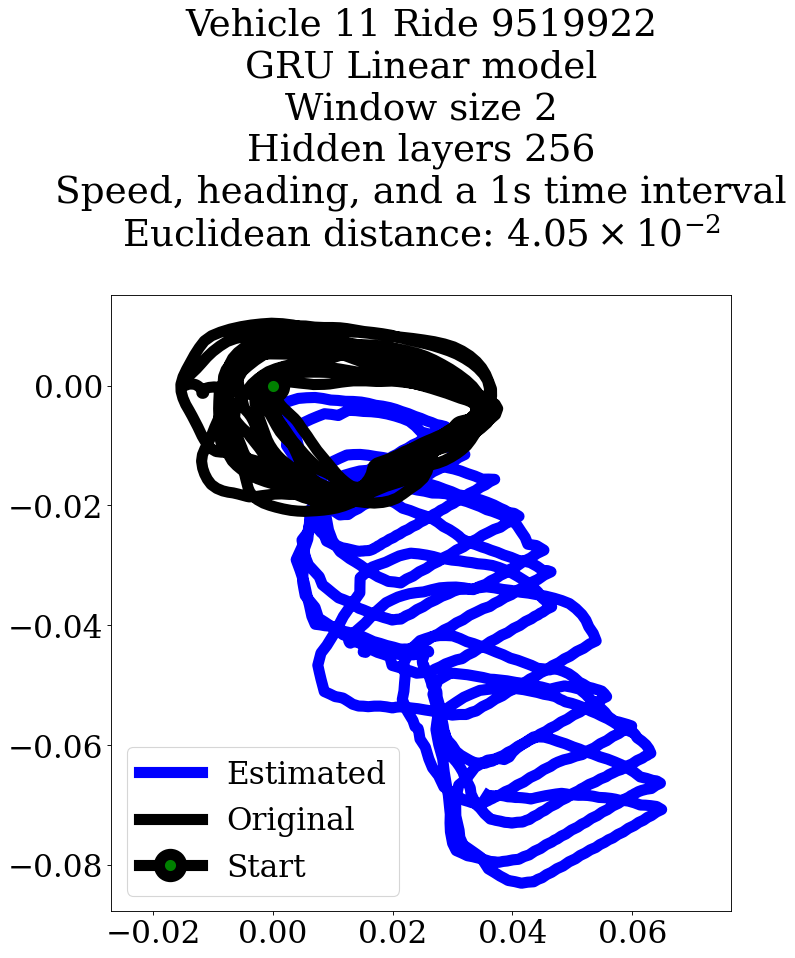 Vehicle 11 Ride 9519922
GRU Linear model
Window size 2
Hidden layers 256
Speed, heading, and a 1s time interval
Euclidean distance: 4.05 × 10⁻²
0.00
−0.02
−0.04
−0.06
−0.08
Estimated
Original
Start
−0.02 0.00 0.02 0.04 0.06